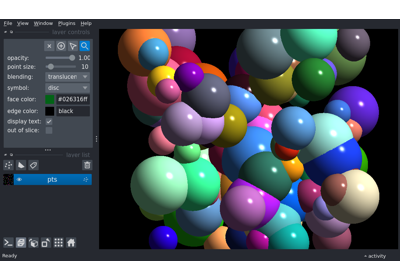 File View Window Plugins Help
layer controls
opacity: 1.00
point size: 10
blending: translucen
symbol: disc
face color: #026316ff
edge color: black
display text:
out of slice:
layer list
pts
Ready
activity